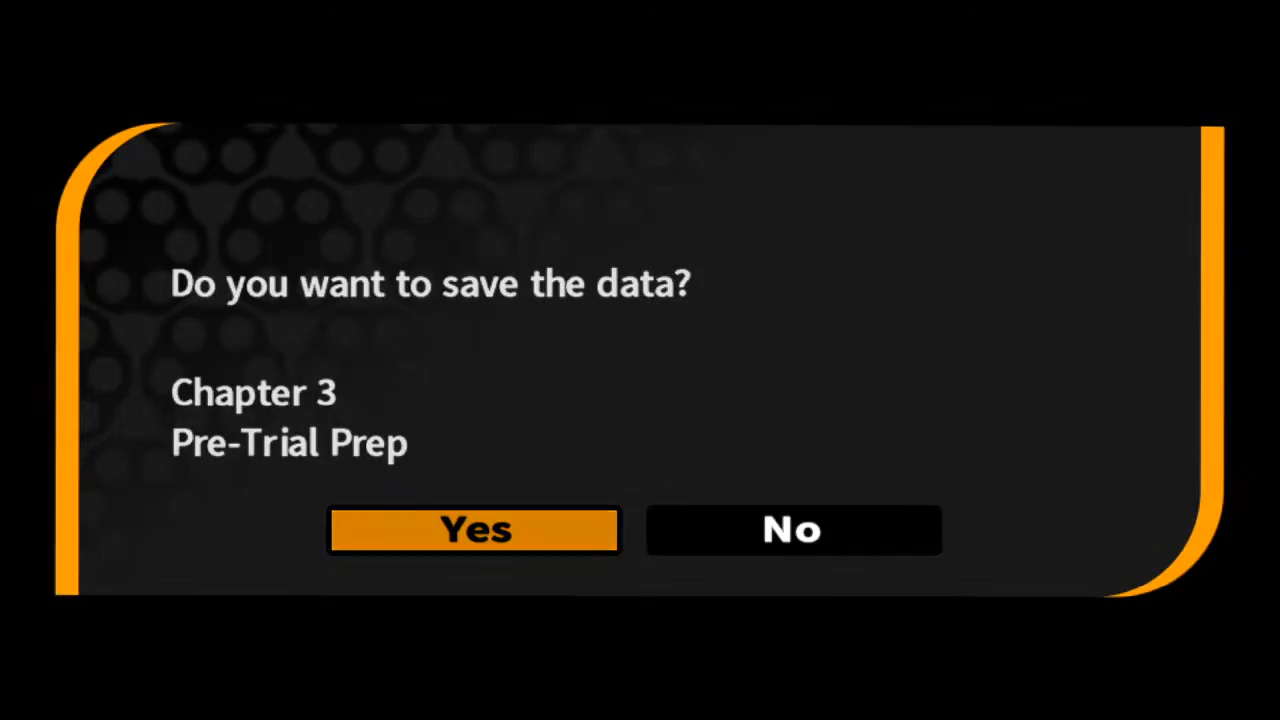 Do you want to save the data?
Chapter 3
Pre-Trial Prep
Yes
No